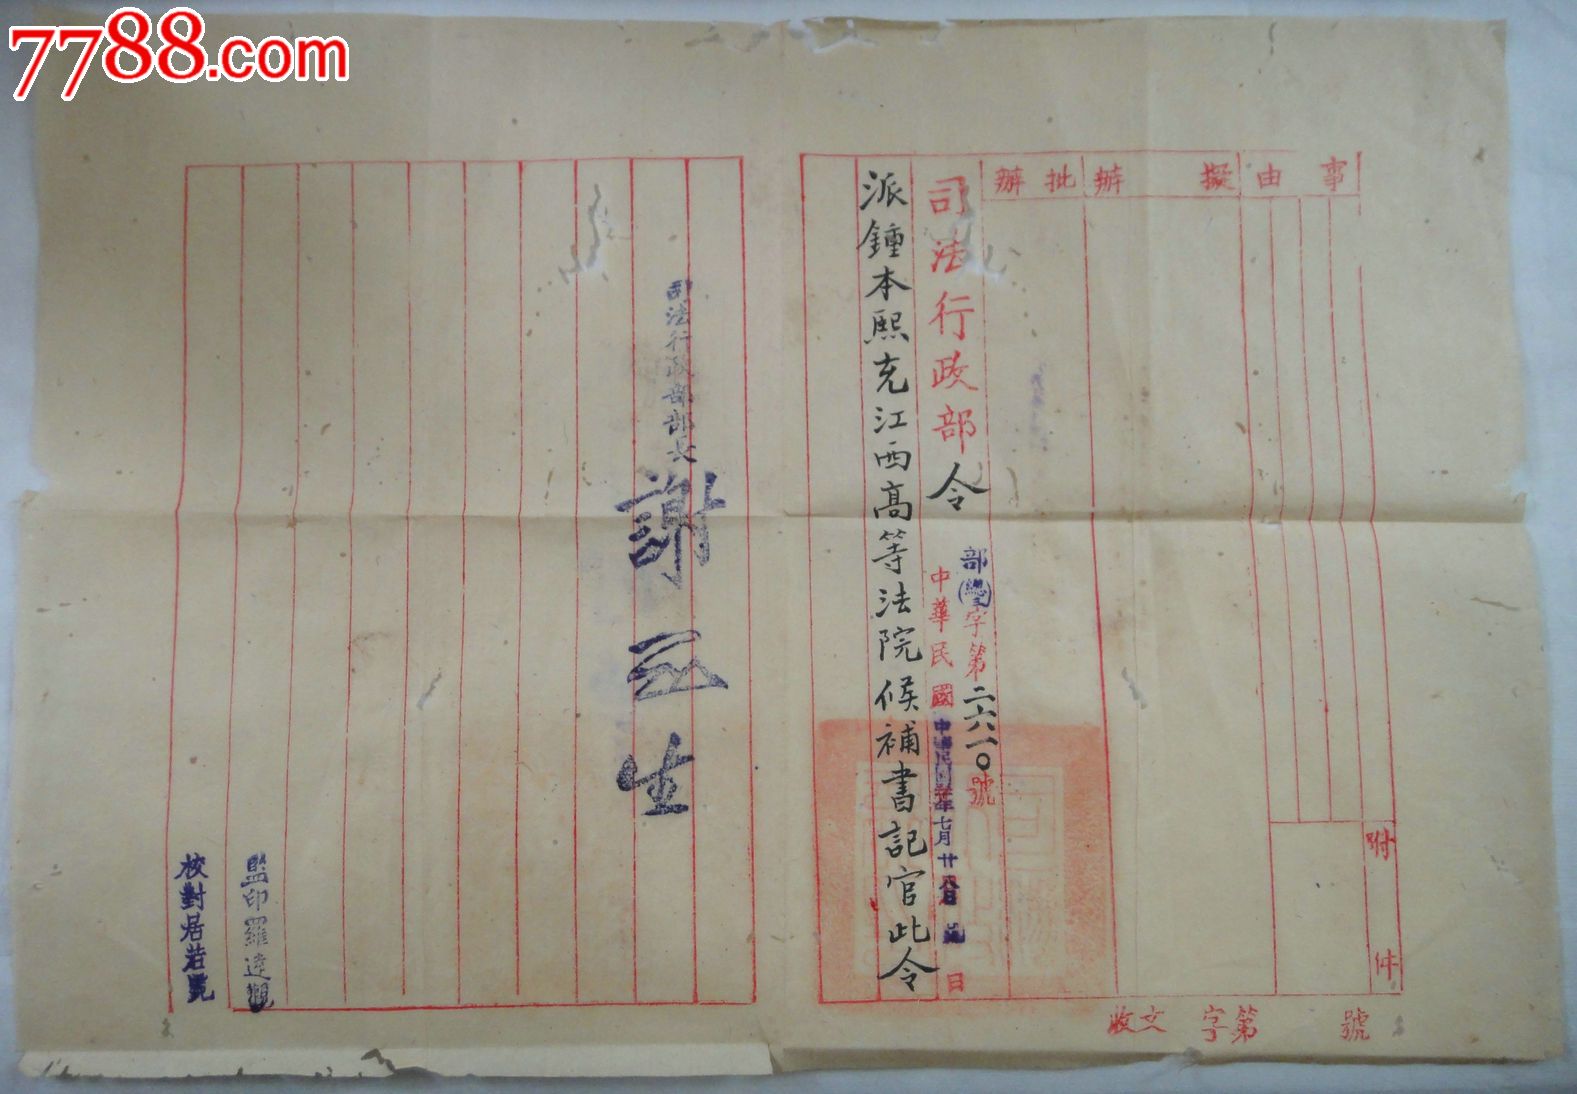 7788.com
事由
擬辦
批辦
附件
收文 字第 號
司法行政部令
部(總)字第二六一〇號
中華民國
年七月廿八日
日
派鍾本熙充江西高等法院候補書記官此令
司法行政部部長
謝 生
監印羅達觀
校對居若